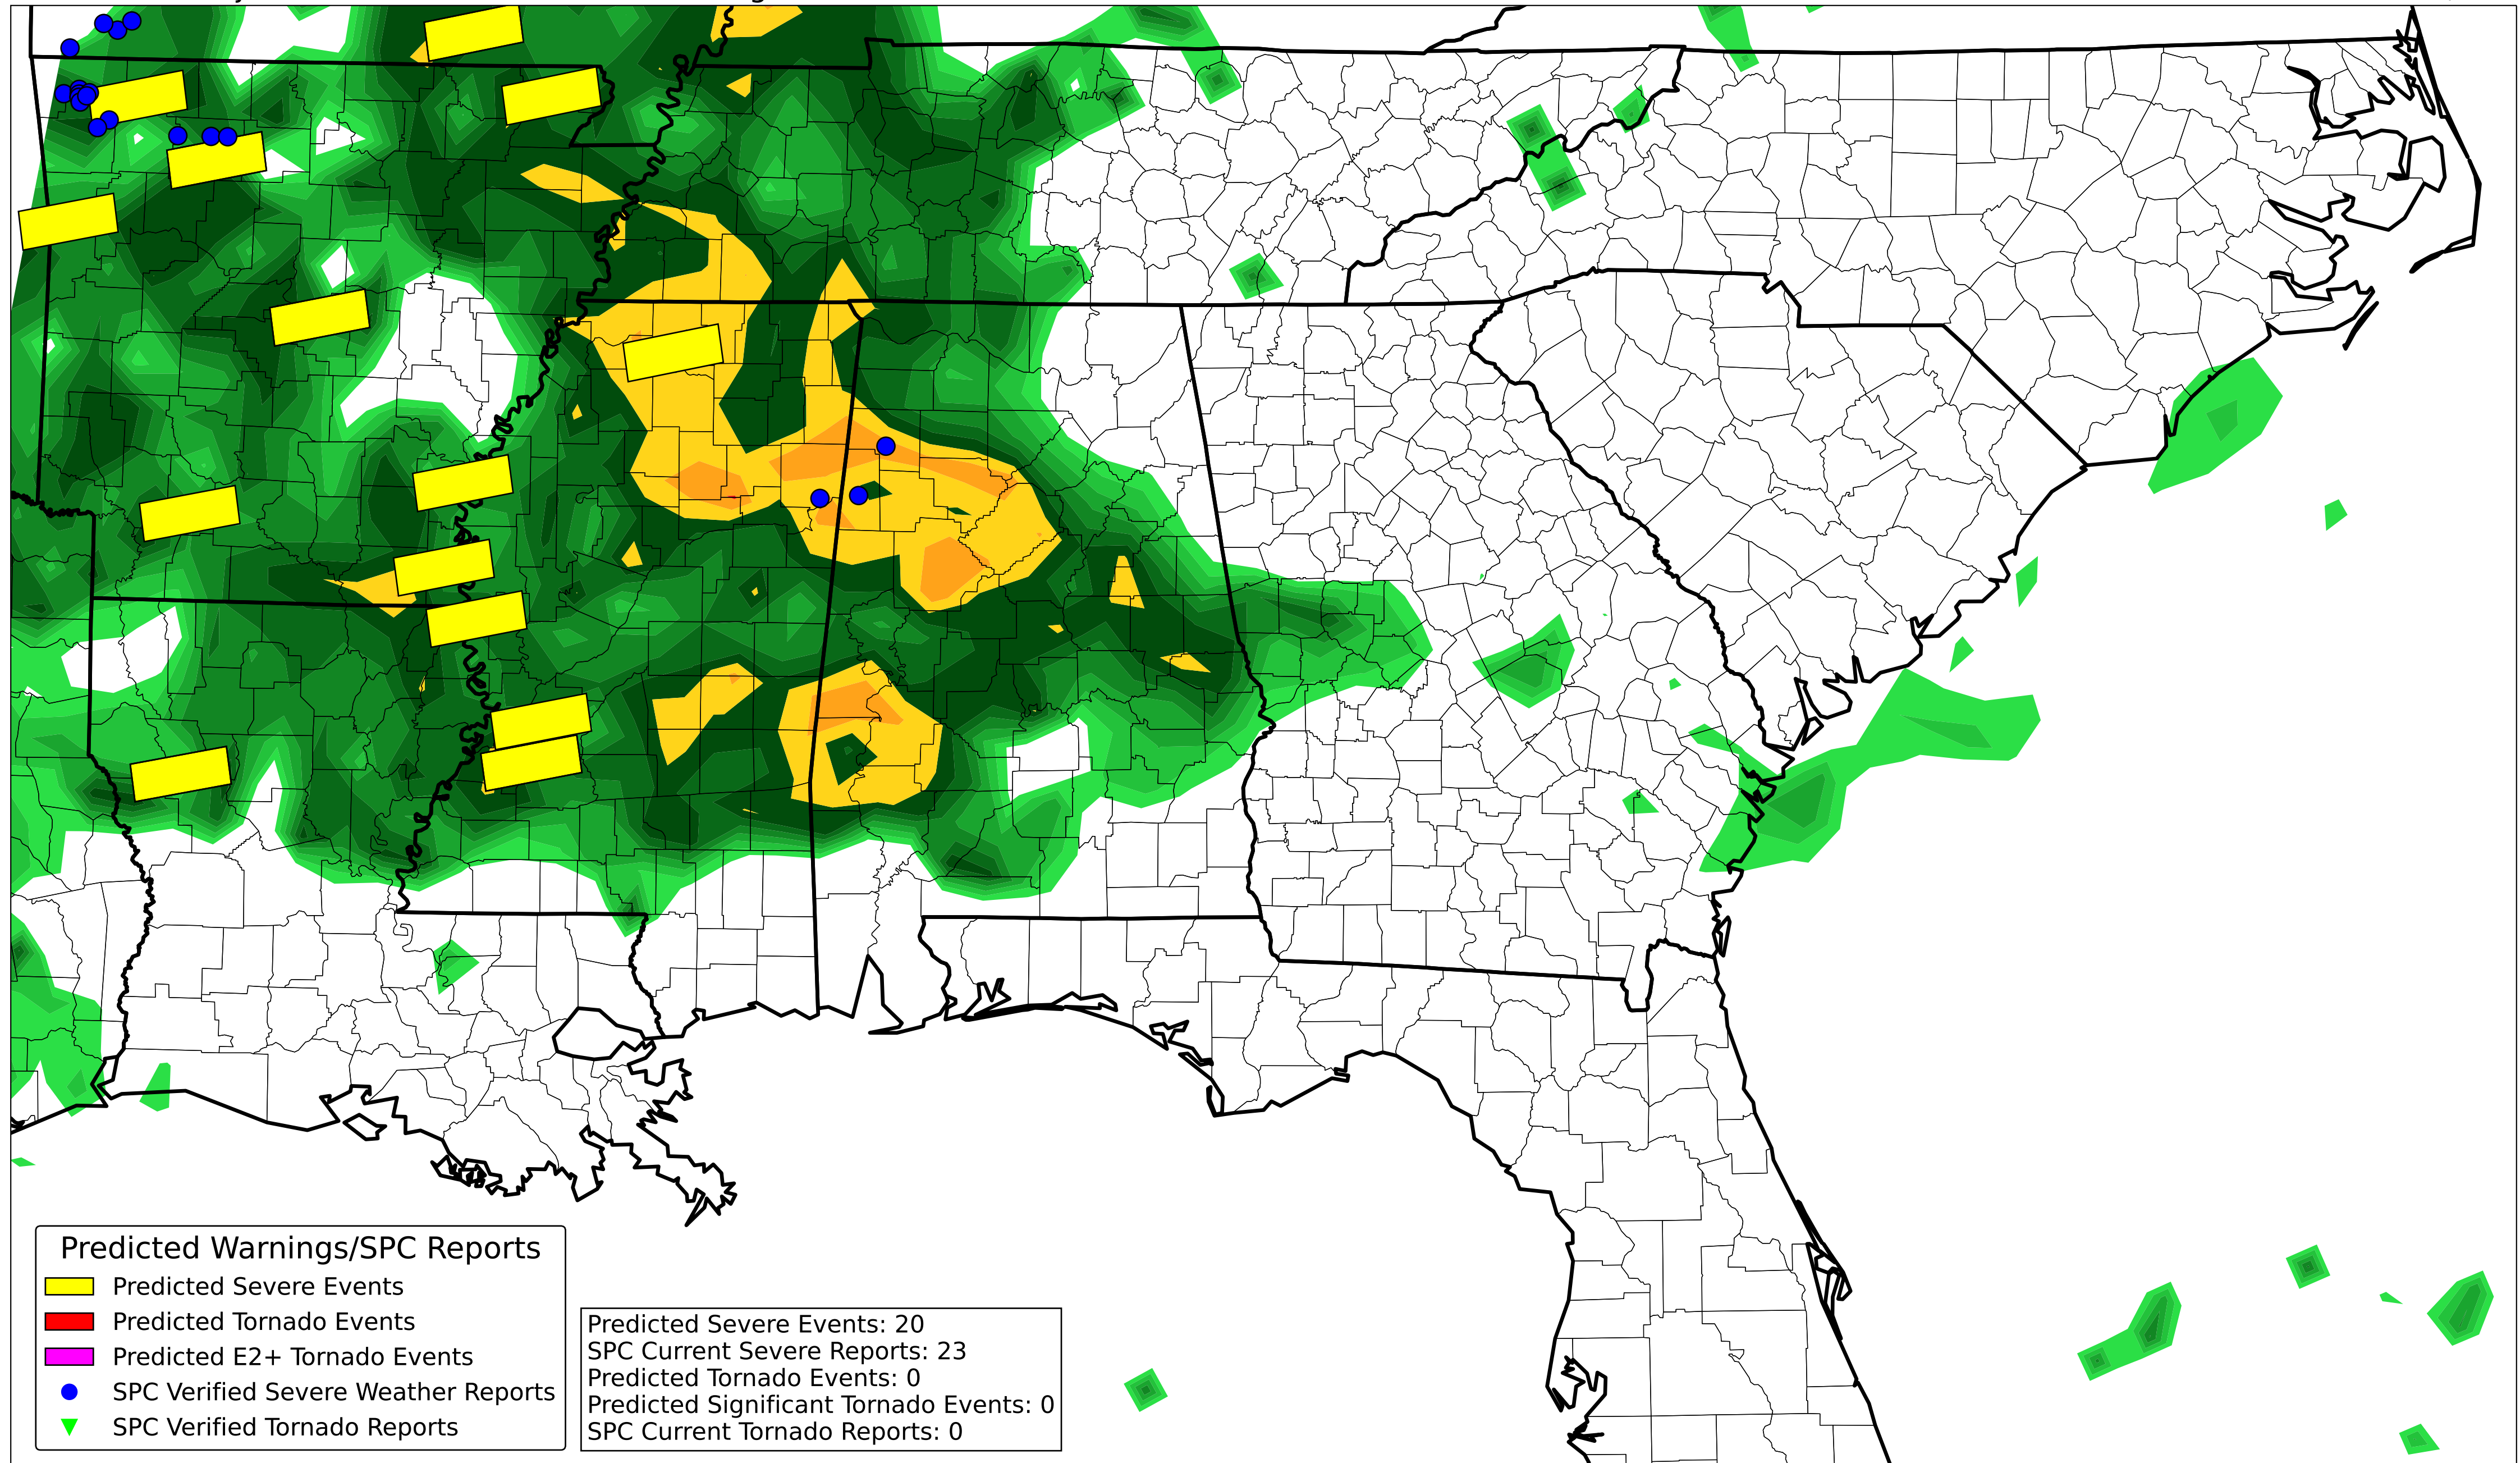 Predicted Warnings/SPC Reports
Predicted Severe Events
Predicted Tornado Events
Predicted E2+ Tornado Events
SPC Verified Severe Weather Reports
SPC Verified Tornado Reports
Predicted Severe Events: 20
SPC Current Severe Reports: 23
Predicted Tornado Events: 0
Predicted Significant Tornado Events: 0
SPC Current Tornado Reports: 0